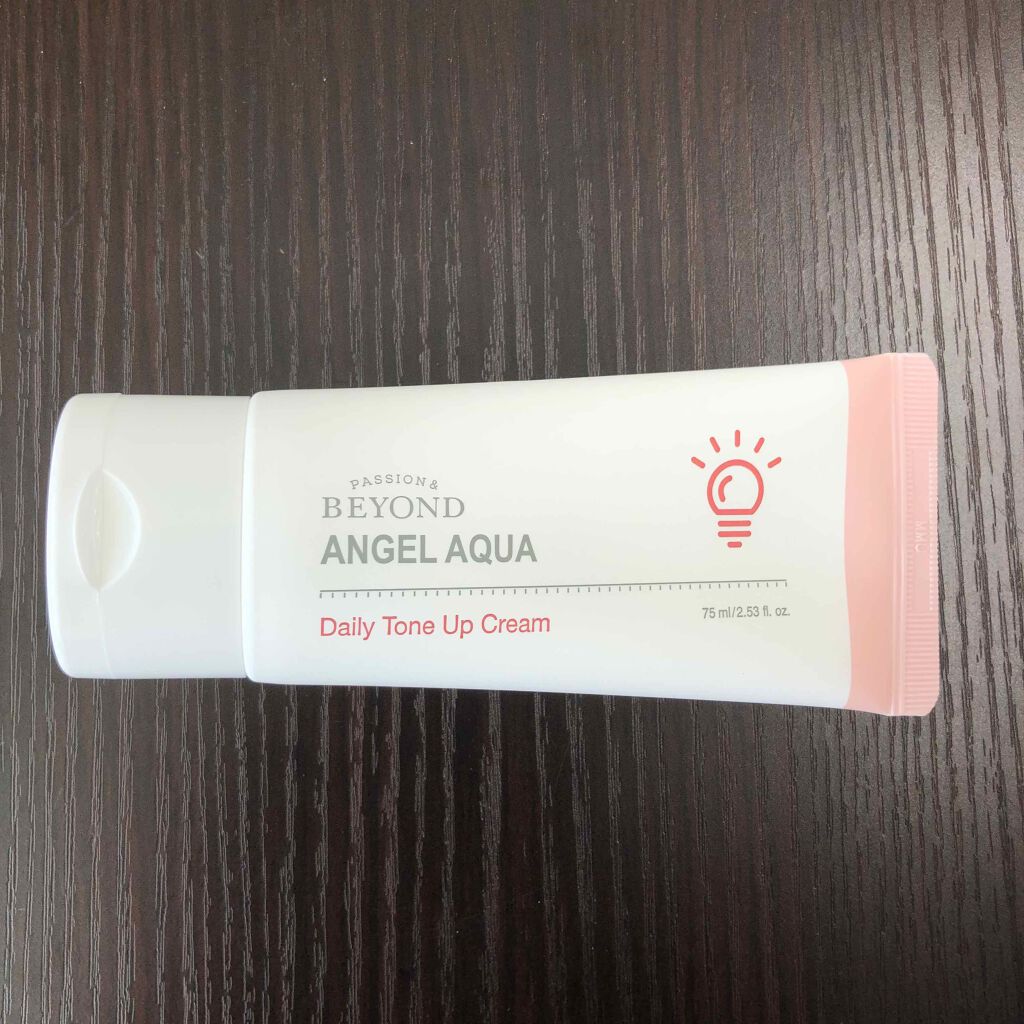 PASSION &
BEYOND
ANGEL AQUA
Daily Tone Up Cream
75 ml/2.53 fl. oz.